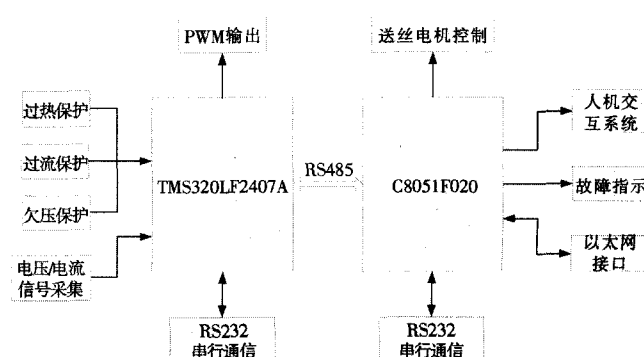 PWM输出
送丝电机控制
过热保护
过流保护
欠压保护
电压/电流
信号采集
TMS320LF2407A
RS485
C8051F020
人机交
互系统
故障指示
以太网
接口
RS232
串行通信
RS232
串行通信